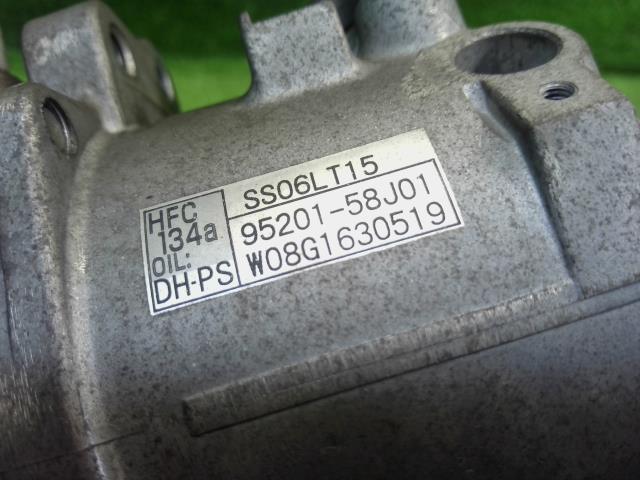 HFC
134a
OIL:
DH-PS
SS06LT15
95201-58J01
W08G1630519